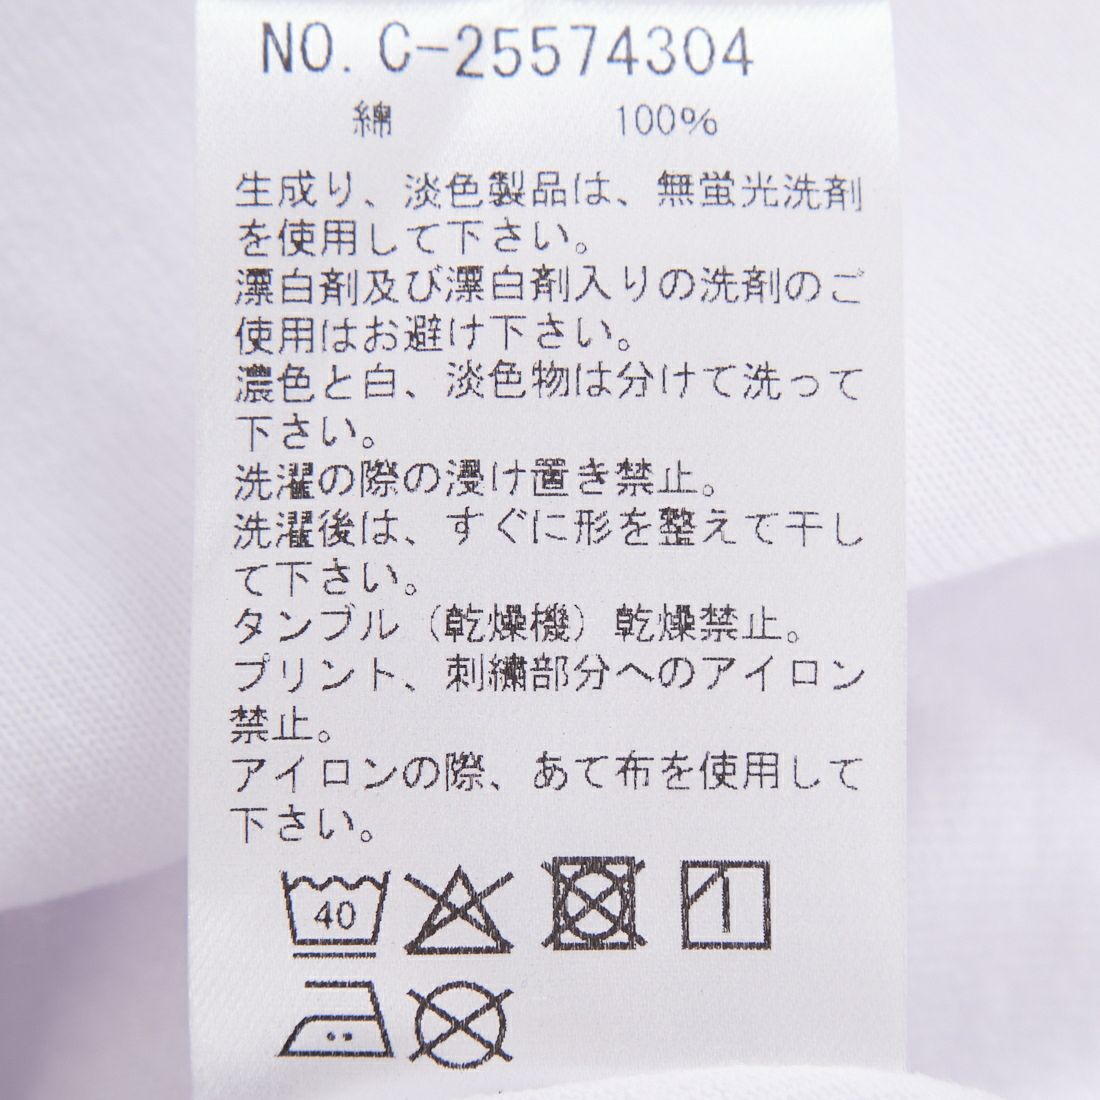 NO. C-25574304
綿 100%
生成り、淡色製品は、無蛍光洗剤
を使用して下さい。
漂白剤及び漂白剤入りの洗剤のご
使用はお避け下さい。
濃色と白、淡色物は分けて洗って
下さい。
洗濯の際の浸け置き禁止。
洗濯後は、すぐに形を整えて干し
て下さい。
タンブル（乾燥機）乾燥禁止。
プリント、刺繍部分へのアイロン
禁止。
アイロンの際、あて布を使用して
下さい。
40